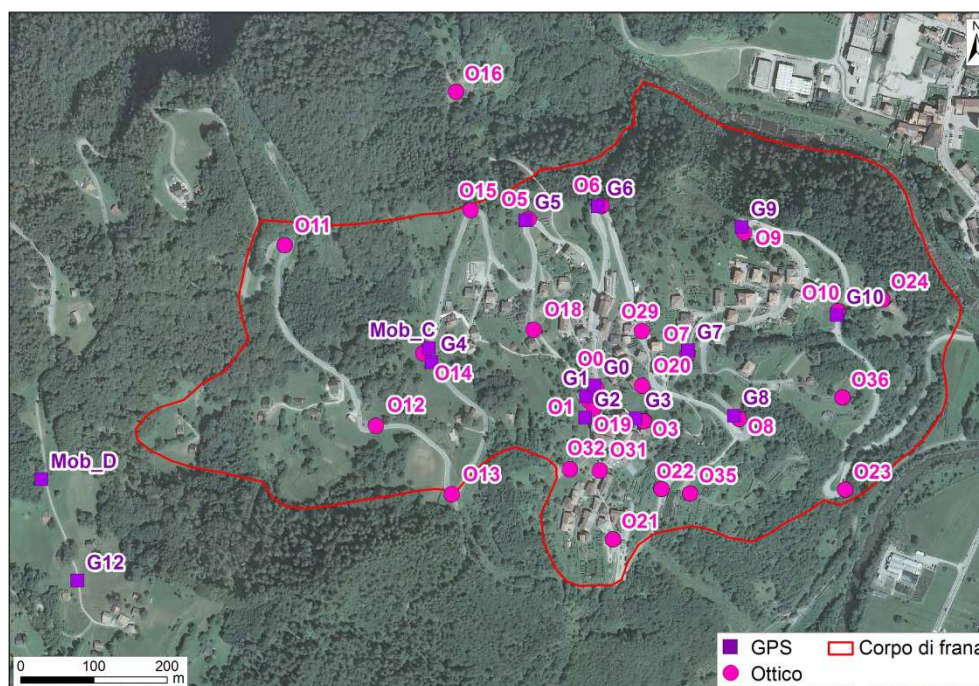 N
O16
O15
O5
G5
O6
G6
O11
G9
O9
O24
O10
G10
O18
O29
Mob_C
G4
O14
O7
G7
O0
G0
O20
G1
G2
O36
O1
G3
G8
O12
O19
O3
O8
O32
O31
Mob_D
O13
O22
O35
O23
O21
G12
0 100 200
m
GPS
Corpo di frana
Ottico